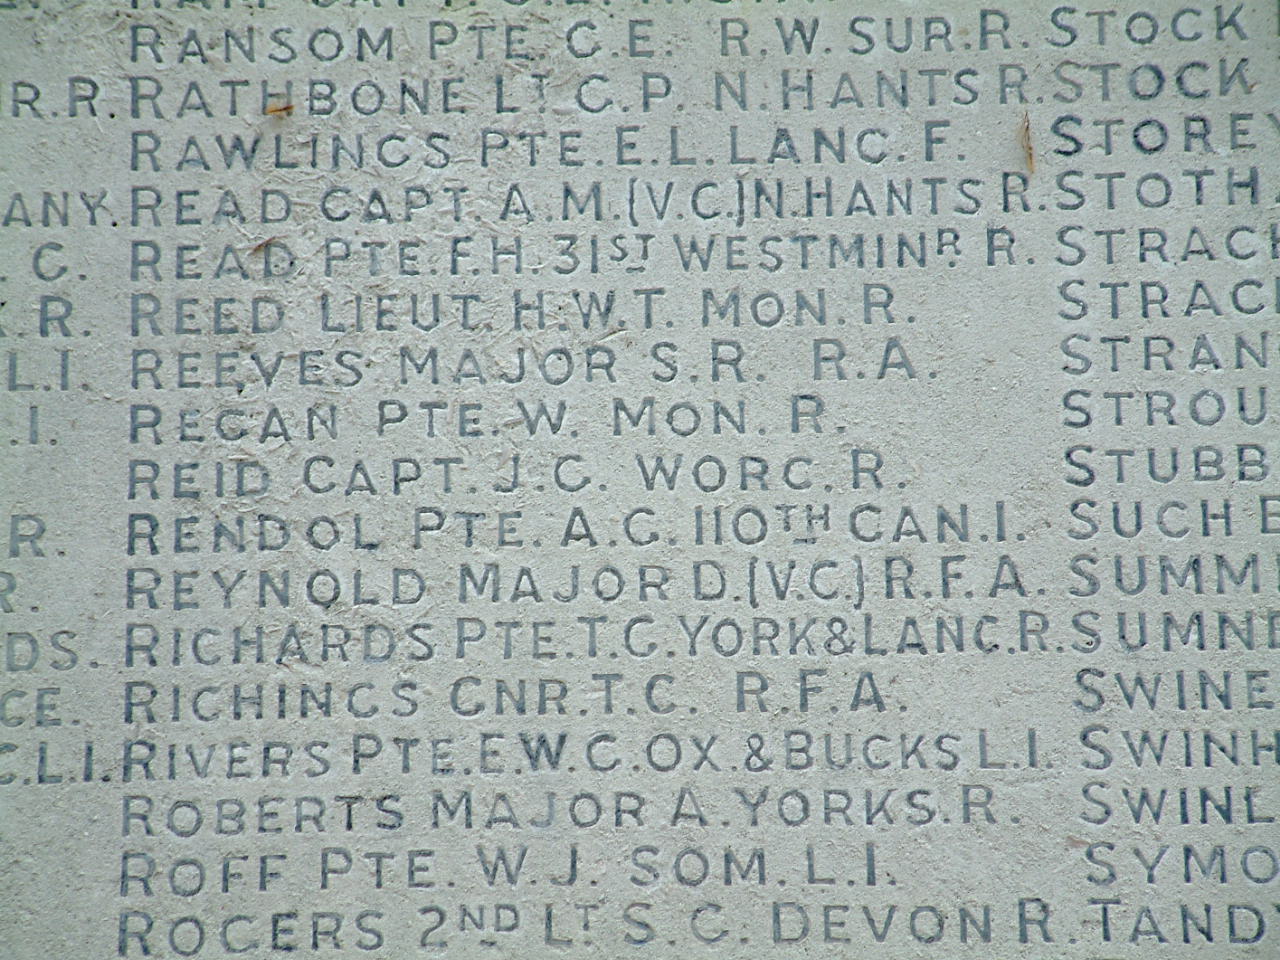 RANSOM PTE C.E. R.W. SUR.R. STOCK
R.R. RATHBONE LT C.P. N.HANTS R. STOCK
RAWLINGS PTE.E.L.LANC.F. STOREY
ANY. READ CAPT. A.M.(V.C.)N.HANTS R. STOTH
C. READ PTE.F.H.31ST WESTMINR R. STRACH
R. REED LIEUT H.W.T. MON.R. STRAC
L.I. REEVES MAJOR S.R. R.A. STRAN
.I. REGAN PTE.W. MON. R. STROU
REID CAPT.J.C. WORC.R. STUBB
R. RENDOL PTE. A.G.110TH CAN.I. SUCH
R. REYNOLD MAJOR D.(V.C.)R.F.A. SUMM
DS. RICHARDS PTE.T.G.YORK&LANC.R. SUMN
CE. RICHINGS GNR.T.C. R.F.A. SWINE
C.L.I. RIVERS PTE.E.W.G.OX.&BUCKS L.I. SWINH
ROBERTS MAJOR A.YORKS.R. SWINL
ROFF PTE. W.J. SOM.L.I. SYMO
ROGERS 2ND LT S.C. DEVON R. TANDY